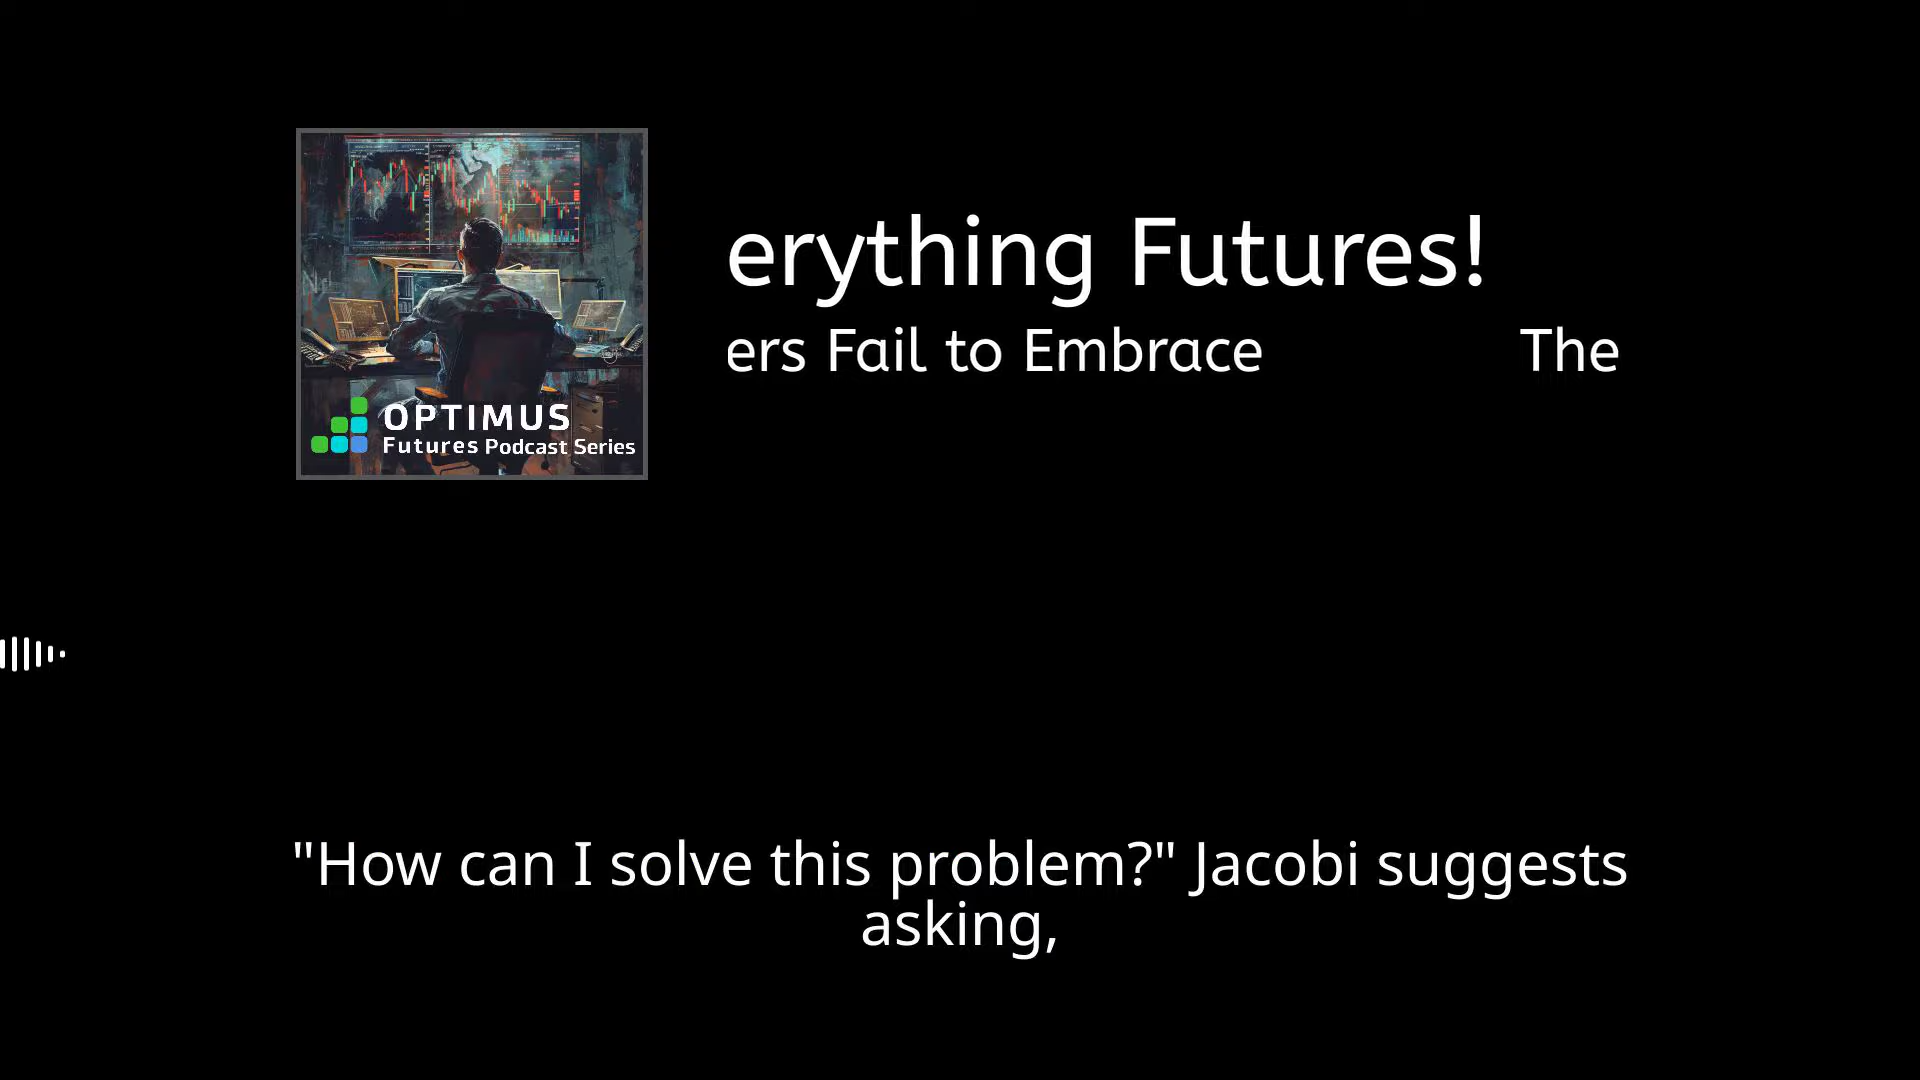 erything Futures!
ers Fail to Embrace The
OPTIMUS
Futures Podcast Series
"How can I solve this problem?" Jacobi suggests
asking,